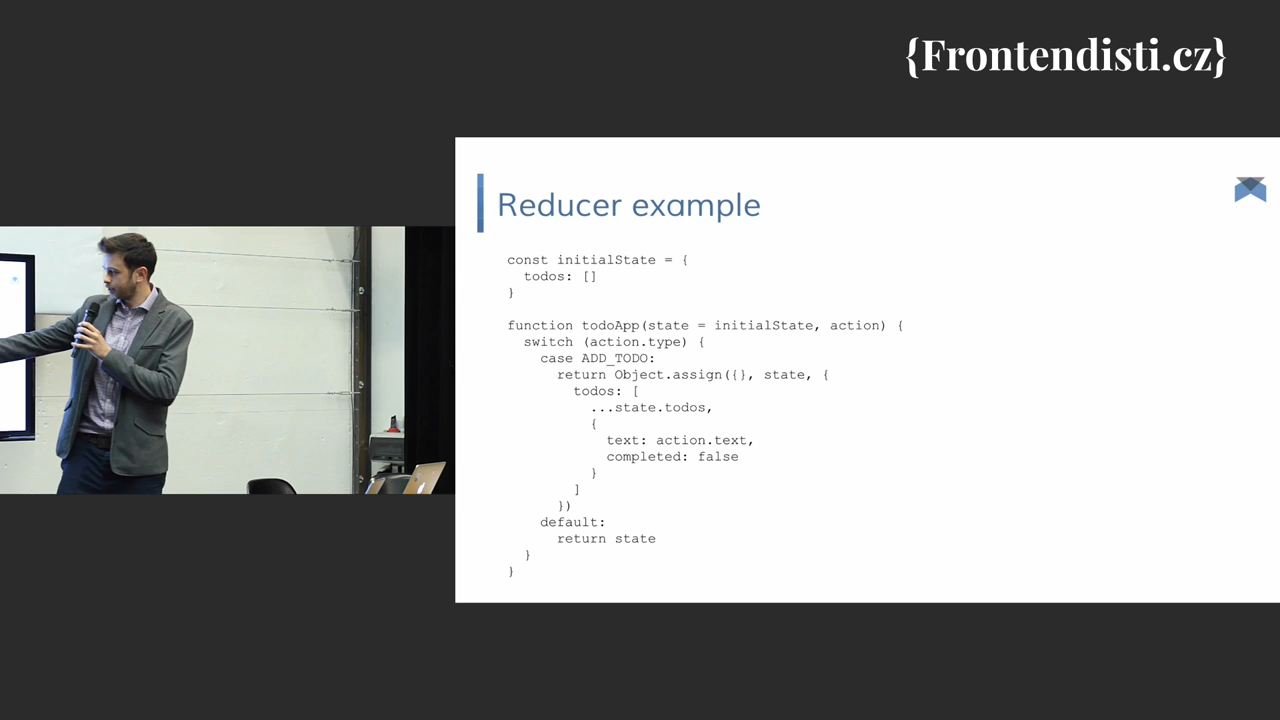 {Frontendisti.cz}
Reducer example
const initialState = {
  todos: []
}
function todoApp(state = initialState, action) {
  switch (action.type) {
    case ADD_TODO:
      return Object.assign({}, state, {
        todos: [
          ...state.todos,
          {
            text: action.text,
            completed: false
          }
        ]
      })
    default:
      return state
  }
}